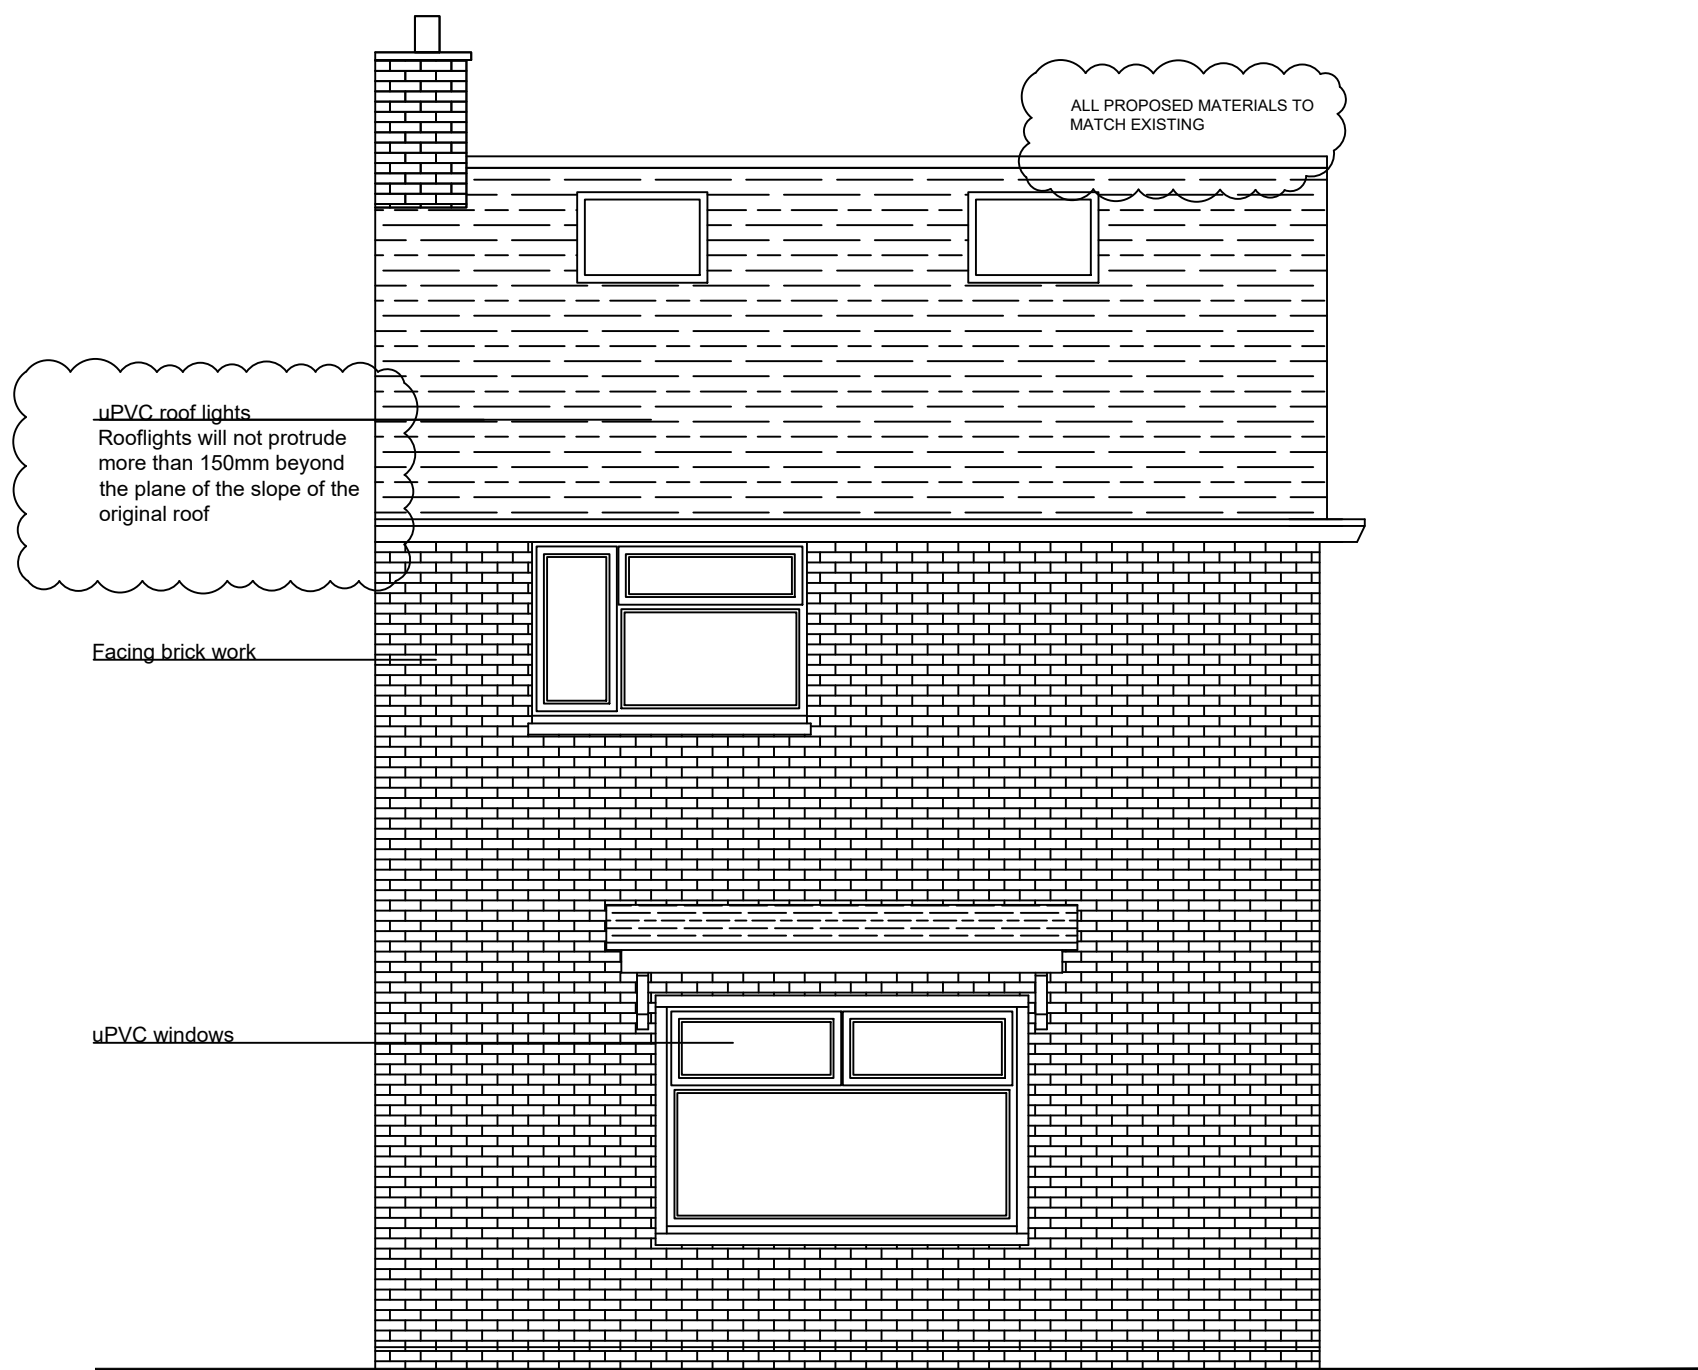 ALL PROPOSED MATERIALS TO
MATCH EXISTING
uPVC roof lights
Rooflights will not protrude
more than 150mm beyond
the plane of the slope of the
original roof
Facing brick work
uPVC windows